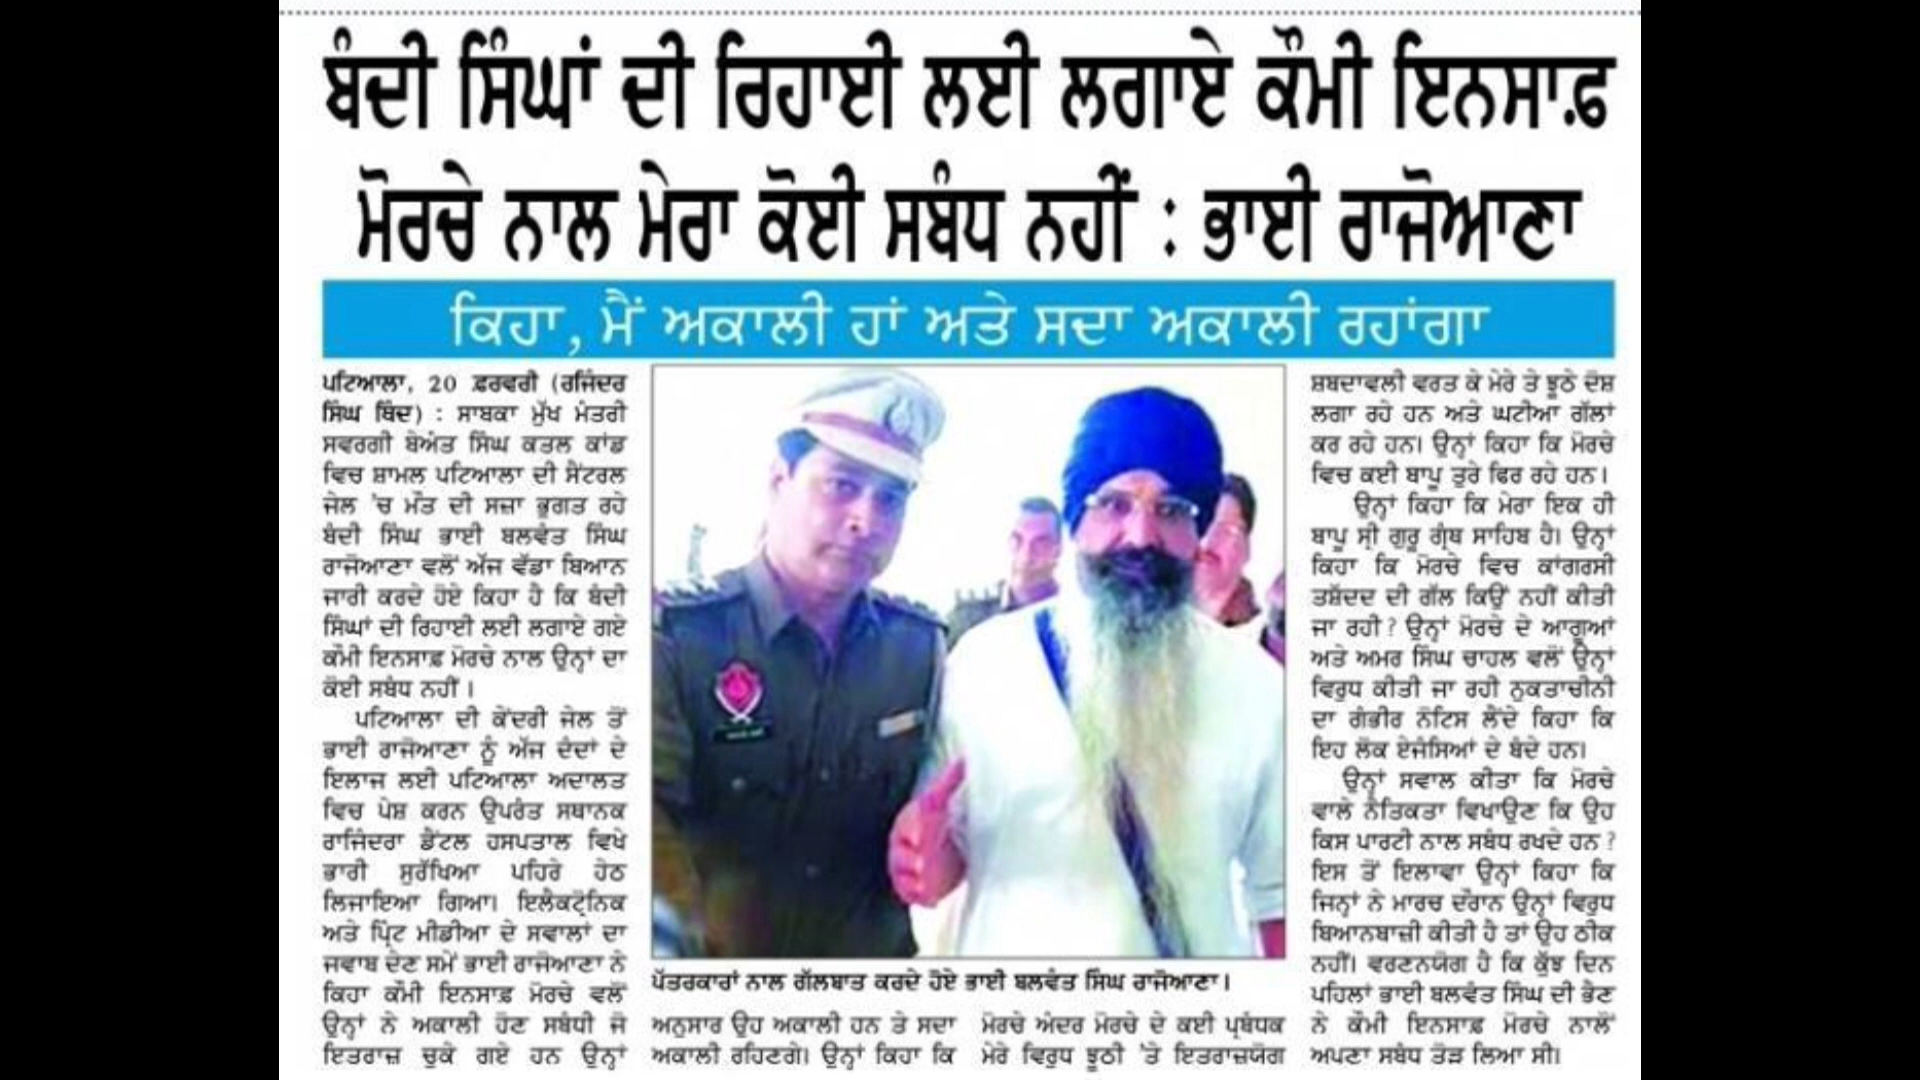 ਬੰਦੀ ਸਿੰਘਾਂ ਦੀ ਰਿਹਾਈ ਲਈ ਲਗਾਏ ਕੌਮੀ ਇਨਸਾਫ਼
ਮੋਰਚੇ ਨਾਲ ਮੇਰਾ ਕੋਈ ਸਬੰਧ ਨਹੀਂ : ਭਾਈ ਰਾਜੋਆਣਾ
ਕਿਹਾ, ਮੈਂ ਅਕਾਲੀ ਹਾਂ ਅਤੇ ਸਦਾ ਅਕਾਲੀ ਰਹਾਂਗਾ
ਪਟਿਆਲਾ, 20 ਫ਼ਰਵਰੀ (ਰਜਿੰਦਰ
ਸਿੰਘ ਥਿੰਦ) : ਸਾਬਕਾ ਮੁੱਖ ਮੰਤਰੀ
ਸਵਰਗੀ ਬੇਅੰਤ ਸਿੰਘ ਕਤਲ ਕਾਂਡ
ਵਿਚ ਸ਼ਾਮਲ ਪਟਿਆਲਾ ਦੀ ਸੈਂਟਰਲ
ਜੇਲ 'ਚ ਮੌਤ ਦੀ ਸਜ਼ਾ ਭੁਗਤ ਰਹੇ
ਬੰਦੀ ਸਿੰਘ ਭਾਈ ਬਲਵੰਤ ਸਿੰਘ
ਰਾਜੋਆਣਾ ਵਲੋਂ ਅੱਜ ਵੱਡਾ ਬਿਆਨ
ਜਾਰੀ ਕਰਦੇ ਹੋਏ ਕਿਹਾ ਹੈ ਕਿ ਬੰਦੀ
ਸਿੰਘਾਂ ਦੀ ਰਿਹਾਈ ਲਈ ਲਗਾਏ ਗਏ
ਕੌਮੀ ਇਨਸਾਫ਼ ਮੋਰਚੇ ਨਾਲ ਉਨ੍ਹਾਂ ਦਾ
ਕੋਈ ਸਬੰਧ ਨਹੀਂ ।
ਪਟਿਆਲਾ ਦੀ ਕੇਂਦਰੀ ਜੇਲ ਤੋਂ
ਭਾਈ ਰਾਜੋਆਣਾ ਨੂੰ ਅੱਜ ਦੰਦਾਂ ਦੇ
ਇਲਾਜ ਲਈ ਪਟਿਆਲਾ ਅਦਾਲਤ
ਵਿਚ ਪੇਸ਼ ਕਰਨ ਉਪਰੰਤ ਸਥਾਨਕ
ਰਾਜਿੰਦਰਾ ਡੈਂਟਲ ਹਸਪਤਾਲ ਵਿਖੇ
ਭਾਰੀ ਸੁਰੱਖਿਆ ਪਹਿਰੇ ਹੇਠ
ਲਿਜਾਇਆ ਗਿਆ। ਇਲੈਕਟ੍ਰੋਨਿਕ
ਅਤੇ ਪ੍ਰਿੰਟ ਮੀਡੀਆ ਦੇ ਸਵਾਲਾਂ ਦਾ
ਜਵਾਬ ਦੇਣ ਸਮੇਂ ਭਾਈ ਰਾਜੋਆਣਾ ਨੇ
ਕਿਹਾ ਕੌਮੀ ਇਨਸਾਫ਼ ਮੋਰਚੇ ਵਲੋਂ
ਉਨ੍ਹਾਂ ਨੇ ਅਕਾਲੀ ਹੋਣ ਸਬੰਧੀ ਜੋ
ਇਤਰਾਜ਼ ਚੁਕੇ ਗਏ ਹਨ ਉਨ੍ਹਾਂ
ਪੱਤਰਕਾਰਾਂ ਨਾਲ ਗੱਲਬਾਤ ਕਰਦੇ ਹੋਏ ਭਾਈ ਬਲਵੰਤ ਸਿੰਘ ਰਾਜੋਆਣਾ।
ਅਨੁਸਾਰ ਉਹ ਅਕਾਲੀ ਹਨ ਤੇ ਸਦਾ
ਅਕਾਲੀ ਰਹਿਣਗੇ। ਉਨ੍ਹਾਂ ਕਿਹਾ ਕਿ
ਮੋਰਚੇ ਅੰਦਰ ਮੋਰਚੇ ਦੇ ਕਈ ਪ੍ਰਬੰਧਕ
ਮੇਰੇ ਵਿਰੁਧ ਝੂਠੀ 'ਤੇ ਇਤਰਾਜ਼ਯੋਗ
ਸ਼ਬਦਾਵਲੀ ਵਰਤ ਕੇ ਮੇਰੇ ਤੇ ਝੂਠੇ ਦੋਸ਼
ਲਗਾ ਰਹੇ ਹਨ ਅਤੇ ਘਟੀਆ ਗੱਲਾਂ
ਕਰ ਰਹੇ ਹਨ। ਉਨ੍ਹਾਂ ਕਿਹਾ ਕਿ ਮੋਰਚੇ
ਵਿਚ ਕਈ ਬਾਪੂ ਤੁਰੇ ਫਿਰ ਰਹੇ ਹਨ।
ਉਨ੍ਹਾਂ ਕਿਹਾ ਕਿ ਮੇਰਾ ਇਕ ਹੀ
ਬਾਪੂ ਸ੍ਰੀ ਗੁਰੂ ਗ੍ਰੰਥ ਸਾਹਿਬ ਹੈ। ਉਨ੍ਹਾਂ
ਕਿਹਾ ਕਿ ਮੋਰਚੇ ਵਿਚ ਕਾਂਗਰਸੀ
ਤਸ਼ੱਦਦ ਦੀ ਗੱਲ ਕਿਉਂ ਨਹੀਂ ਕੀਤੀ
ਜਾ ਰਹੀ? ਉਨ੍ਹਾਂ ਮੋਰਚੇ ਦੇ ਆਗੂਆਂ
ਅਤੇ ਅਮਰ ਸਿੰਘ ਚਾਹਲ ਵਲੋਂ ਉਨ੍ਹਾਂ
ਵਿਰੁਧ ਕੀਤੀ ਜਾ ਰਹੀ ਨੁਕਤਾਚੀਨੀ
ਦਾ ਗੰਭੀਰ ਨੋਟਿਸ ਲੈਂਦੇ ਕਿਹਾ ਕਿ
ਇਹ ਲੋਕ ਏਜੰਸਿਆਂ ਦੇ ਬੰਦੇ ਹਨ।
ਉਨ੍ਹਾਂ ਸਵਾਲ ਕੀਤਾ ਕਿ ਮੋਰਚੇ
ਵਾਲੇ ਨੈਤਿਕਤਾ ਵਿਖਾਉਣ ਕਿ ਉਹ
ਕਿਸ ਪਾਰਟੀ ਨਾਲ ਸਬੰਧ ਰਖਦੇ ਹਨ?
ਇਸ ਤੋਂ ਇਲਾਵਾ ਉਨ੍ਹਾਂ ਕਿਹਾ ਕਿ
ਜਿਨ੍ਹਾਂ ਨੇ ਮਾਰਚ ਦੌਰਾਨ ਉਨ੍ਹਾਂ ਵਿਰੁਧ
ਬਿਆਨਬਾਜ਼ੀ ਕੀਤੀ ਹੈ ਤਾਂ ਉਹ ਠੀਕ
ਨਹੀਂ। ਵਰਣਨਯੋਗ ਹੈ ਕਿ ਕੁੱਝ ਦਿਨ
ਪਹਿਲਾਂ ਭਾਈ ਬਲਵੰਤ ਸਿੰਘ ਦੀ ਭੈਣ
ਨੇ ਕੌਮੀ ਇਨਸਾਫ਼ ਮੋਰਚੇ ਨਾਲੋਂ
ਅਪਣਾ ਸਬੰਧ ਤੋੜ ਲਿਆ ਸੀ।